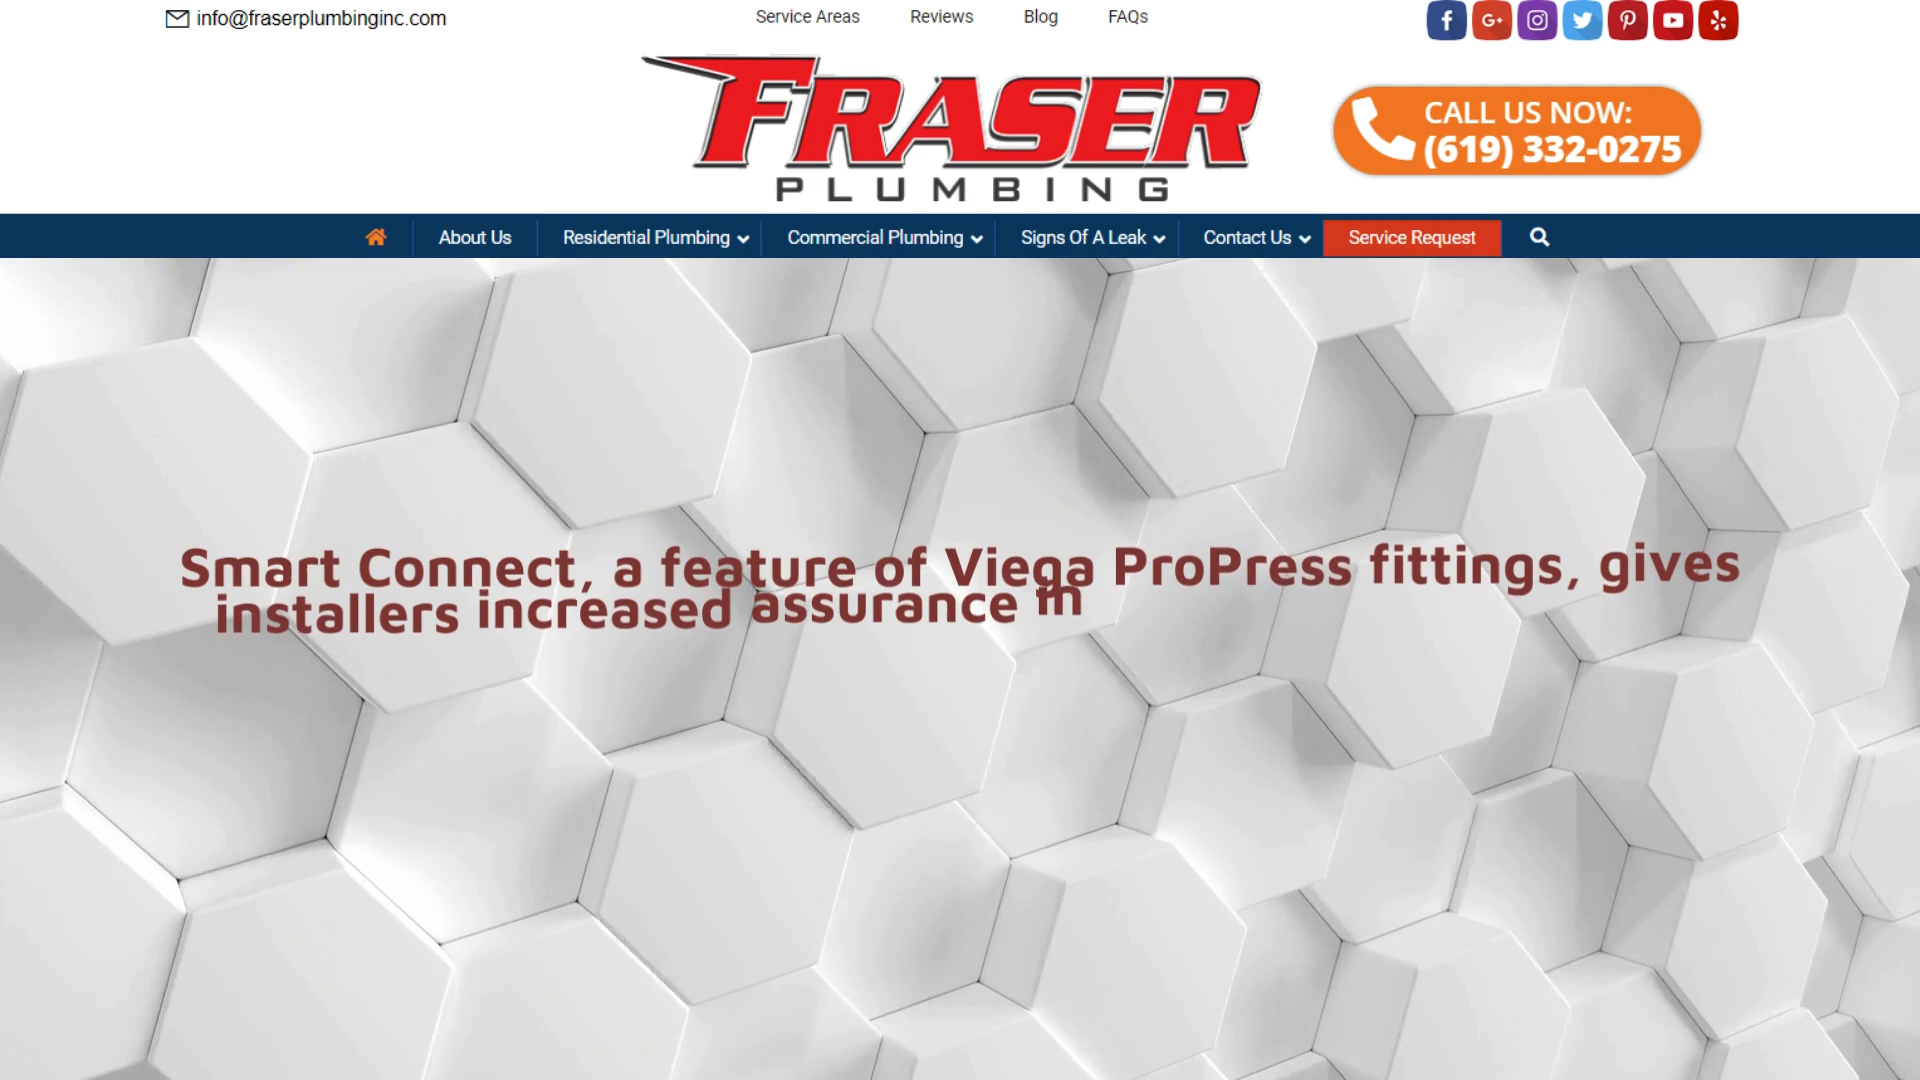 info@fraserplumbinginc.com
Service Areas Reviews Blog FAQs
FRASER
PLUMBING
CALL US NOW:
(619) 332-0275
About Us Residential Plumbing Commercial Plumbing Signs Of A Leak Contact Us Service Request
Smart Connect, a feature of Viega ProPress fittings, gives
installers increased assurance in